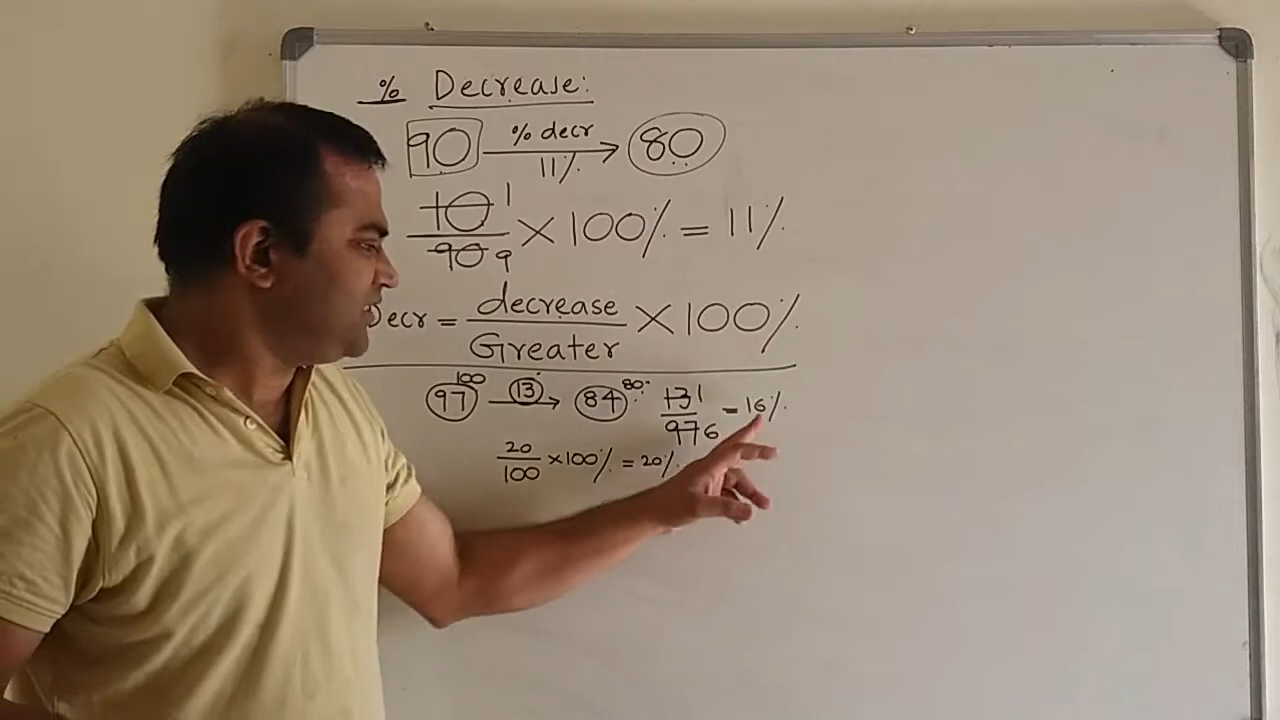 % Decrease:
90 % decr 11% → 80
10 1 / 90 9 × 100% = 11%
Decr = decrease / Greater × 100%
97 100 13 → 84 80 13 1 / 97 6 = 16%
20 / 100 × 100% = 20%